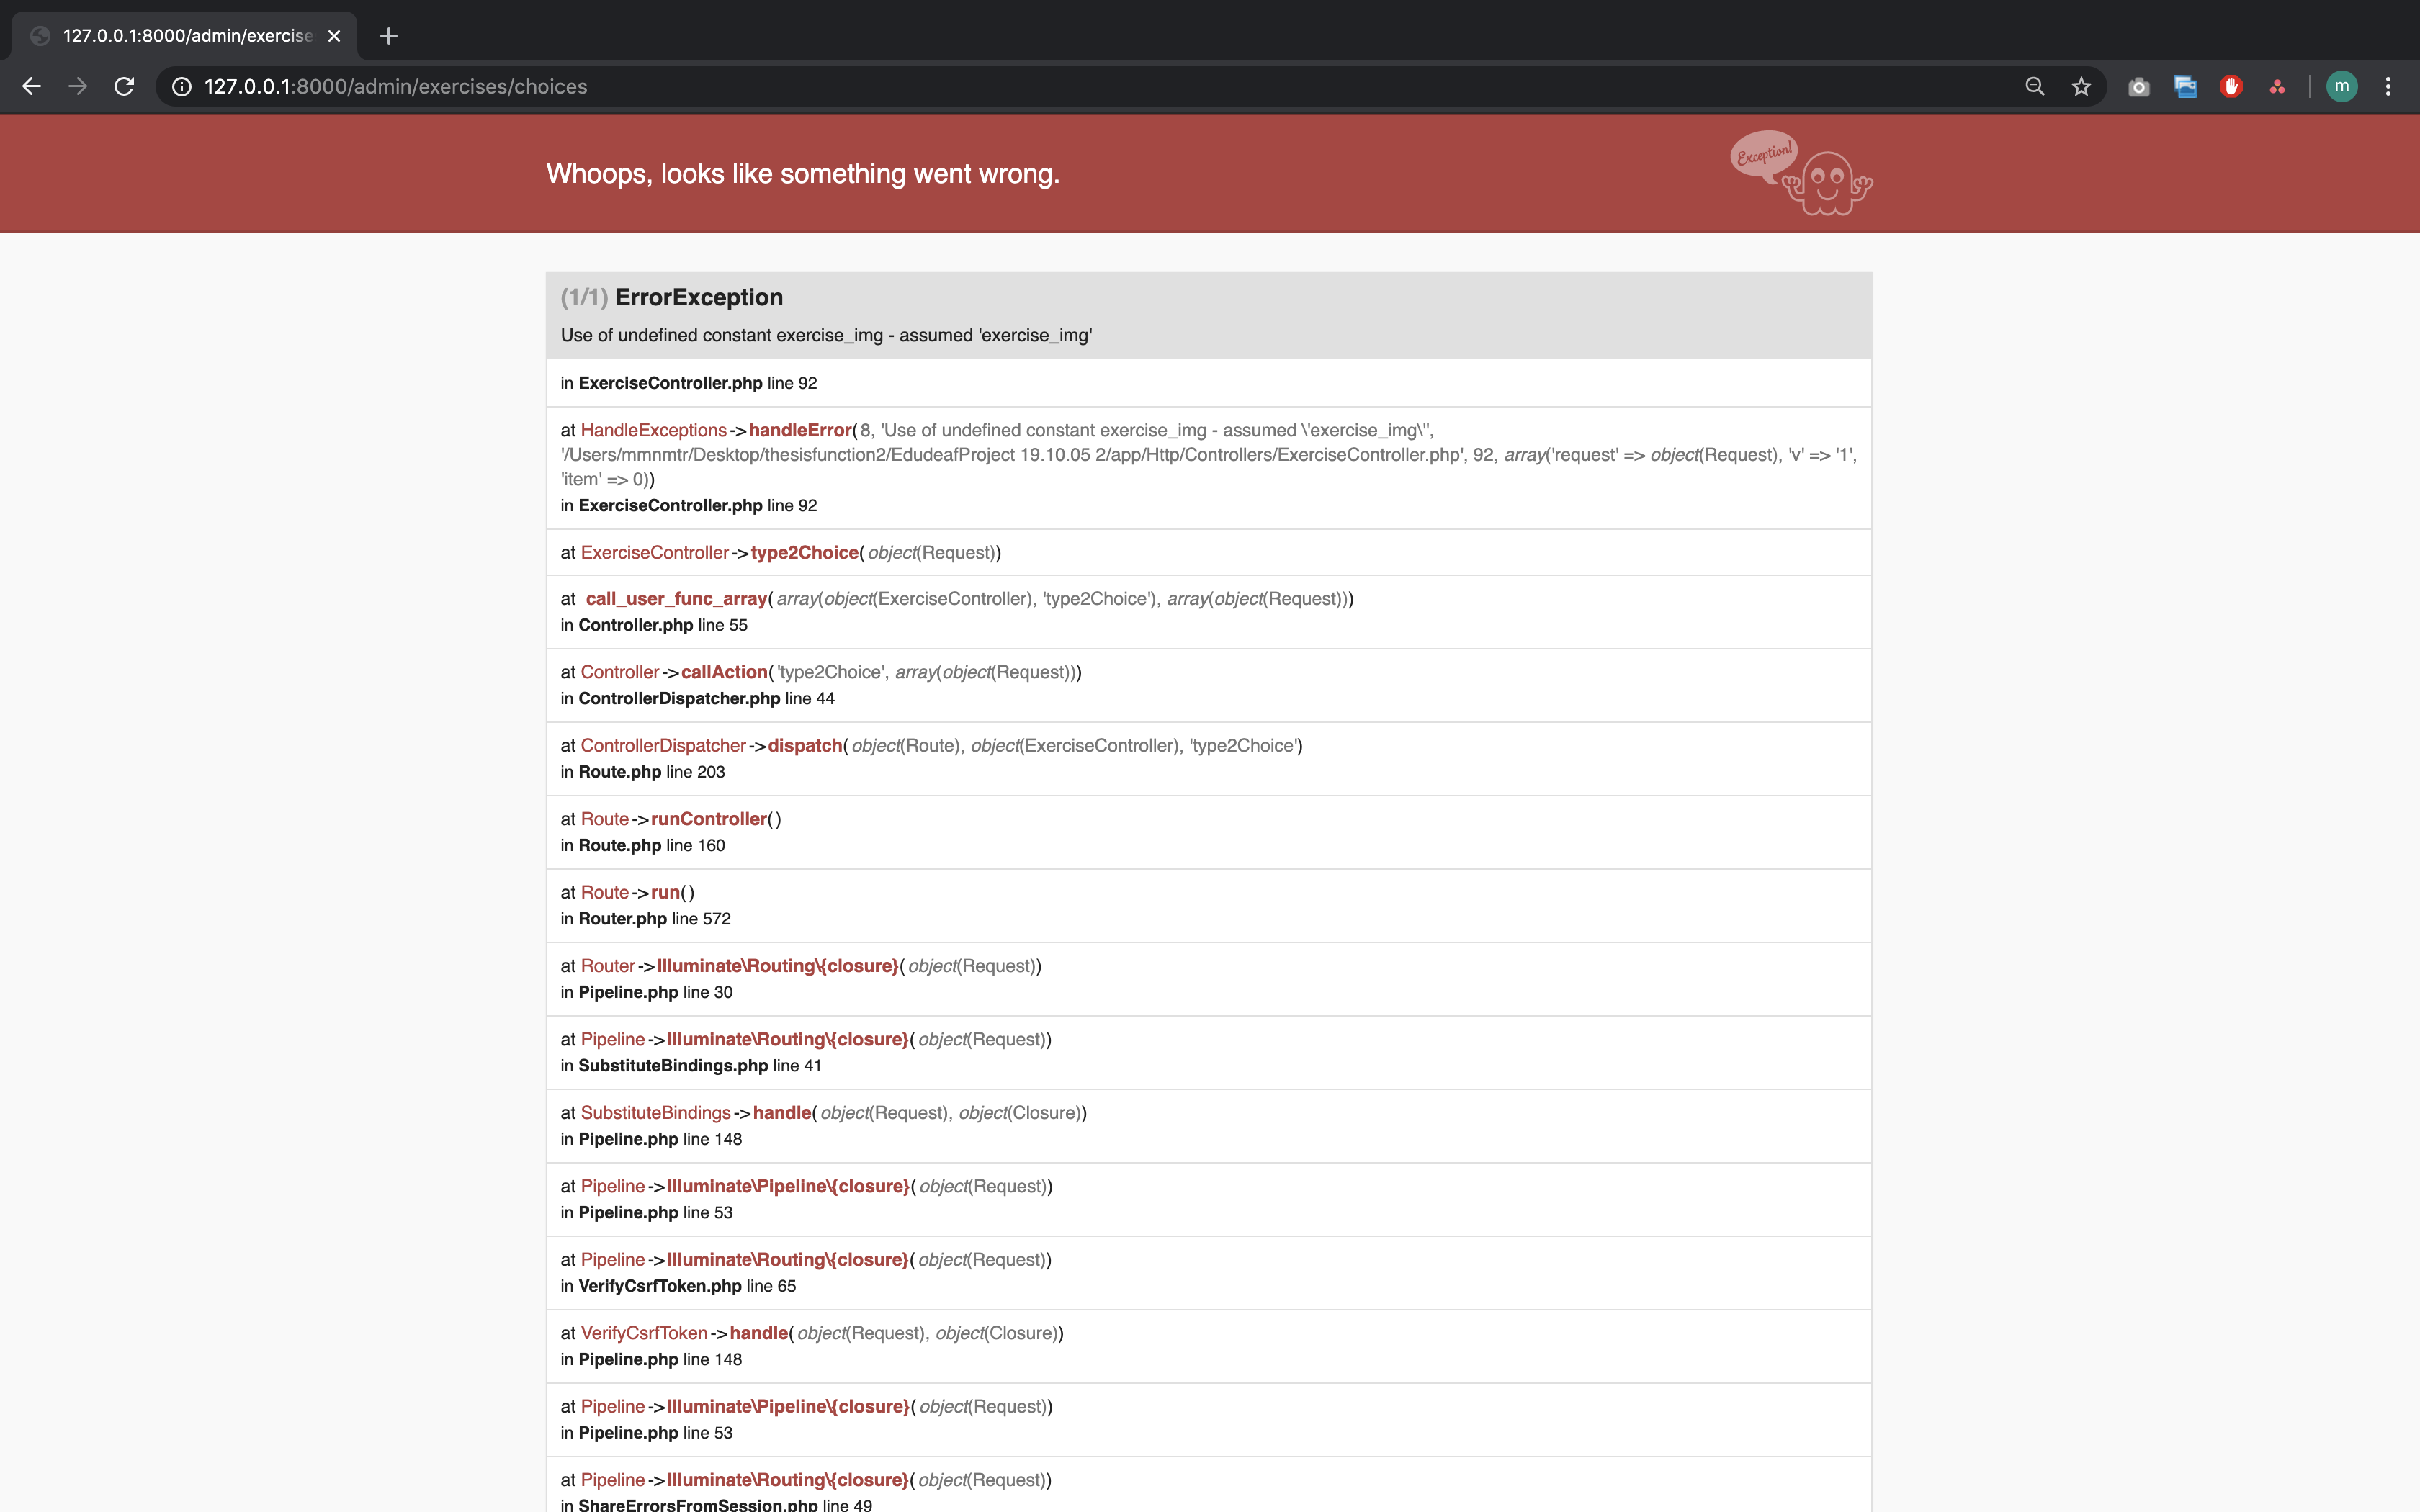 127.0.0.1:8000/admin/exercise
127.0.0.1:8000/admin/exercises/choices
m
Whoops, looks like something went wrong.
Exception!
(1/1) ErrorException
Use of undefined constant exercise_img - assumed 'exercise_img'
in ExerciseController.php line 92
at HandleExceptions->handleError(8, 'Use of undefined constant exercise_img - assumed \'exercise_img\'',
'/Users/mmnmtr/Desktop/thesisfunction2/EdudeafProject 19.10.05 2/app/Http/Controllers/ExerciseController.php', 92, array('request' => object(Request), 'v' => '1',
'item' => 0))
in ExerciseController.php line 92
at ExerciseController->type2Choice(object(Request))
at call_user_func_array(array(object(ExerciseController), 'type2Choice'), array(object(Request)))
in Controller.php line 55
at Controller->callAction('type2Choice', array(object(Request)))
in ControllerDispatcher.php line 44
at ControllerDispatcher->dispatch(object(Route), object(ExerciseController), 'type2Choice')
in Route.php line 203
at Route->runController()
in Route.php line 160
at Route->run()
in Router.php line 572
at Router->Illuminate\Routing\{closure}(object(Request))
in Pipeline.php line 30
at Pipeline->Illuminate\Routing\{closure}(object(Request))
in SubstituteBindings.php line 41
at SubstituteBindings->handle(object(Request), object(Closure))
in Pipeline.php line 148
at Pipeline->Illuminate\Pipeline\{closure}(object(Request))
in Pipeline.php line 53
at Pipeline->Illuminate\Routing\{closure}(object(Request))
in VerifyCsrfToken.php line 65
at VerifyCsrfToken->handle(object(Request), object(Closure))
in Pipeline.php line 148
at Pipeline->Illuminate\Pipeline\{closure}(object(Request))
in Pipeline.php line 53
at Pipeline->Illuminate\Routing\{closure}(object(Request))
in ShareErrorsFromSession.php line 49